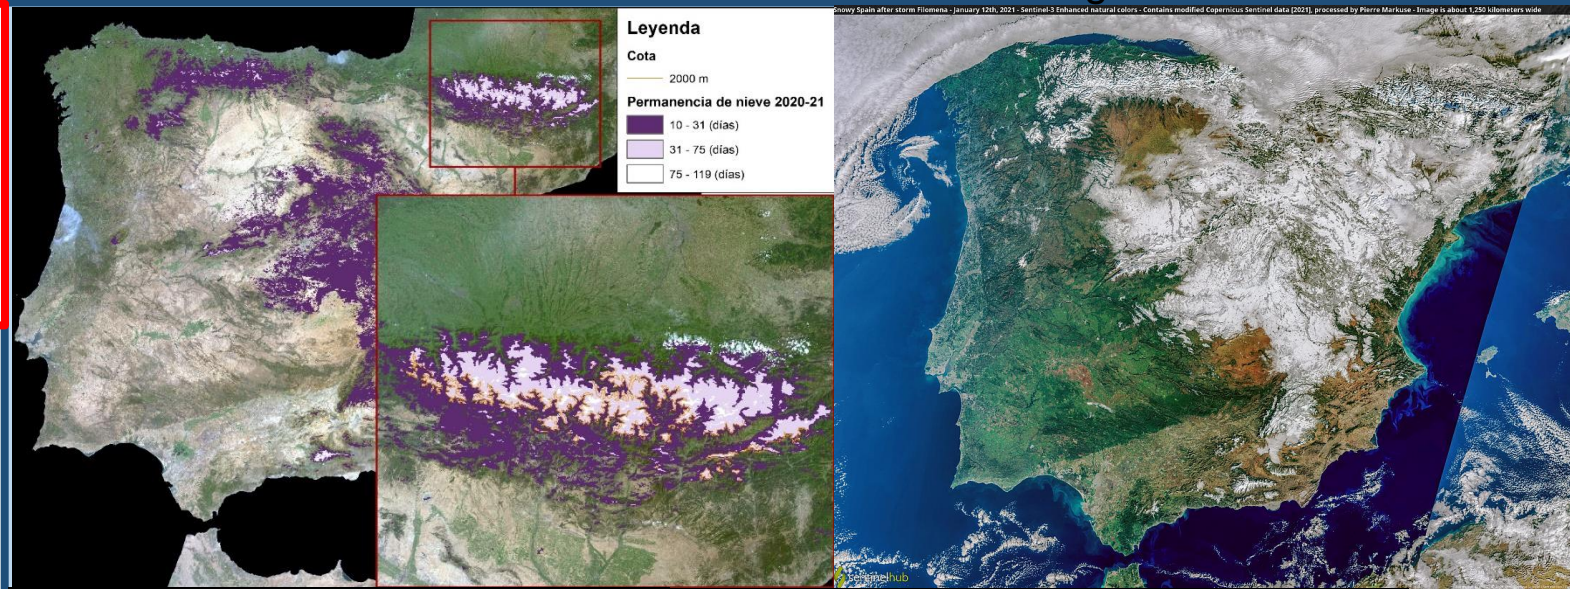 Leyenda
Cota
2000 m
Permanencia de nieve 2020-21
10 - 31 (días)
31 - 75 (días)
75 - 119 (días)
Snowy Spain after storm Filomena - January 12th, 2021 - Sentinel-3 Enhanced natural colors - Contains modified Copernicus Sentinel data [2021], processed by Pierre Markuse - Image is about 1,250 kilometers wide
sentinelhub